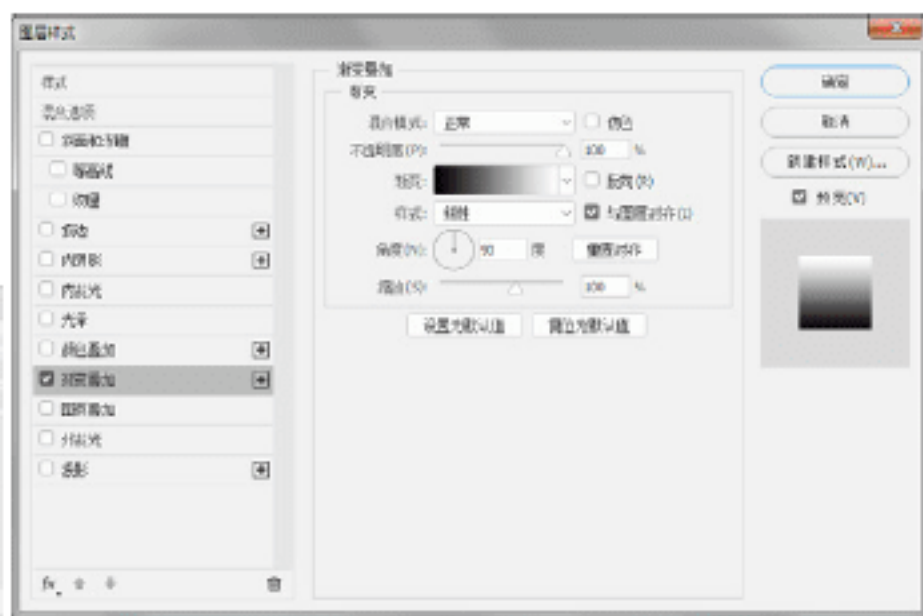 图层样式
样式
混合选项
斜面和浮雕
等高线
纹理
描边
内阴影
内发光
光泽
颜色叠加
渐变叠加
图案叠加
外发光
投影
fx
渐变叠加
渐变
混合模式: 正常 仿色
不透明度(P): 100 %
渐变: 反向(R)
样式: 线性 与图层对齐(I)
角度(N): 90 度 重置对齐
缩放(S): 100 %
设置为默认值 复位为默认值
确定
取消
新建样式(W)...
预览(V)